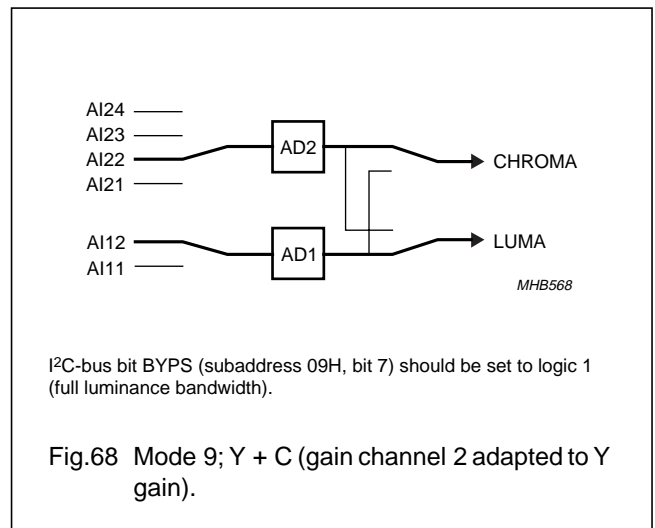 AI24
AI23
AI22
AI21
AD2
CHROMA
AI12
AI11
AD1
LUMA
MHB568
I²C-bus bit BYPS (subaddress 09H, bit 7) should be set to logic 1
(full luminance bandwidth).
Fig.68 Mode 9; Y + C (gain channel 2 adapted to Y
gain).